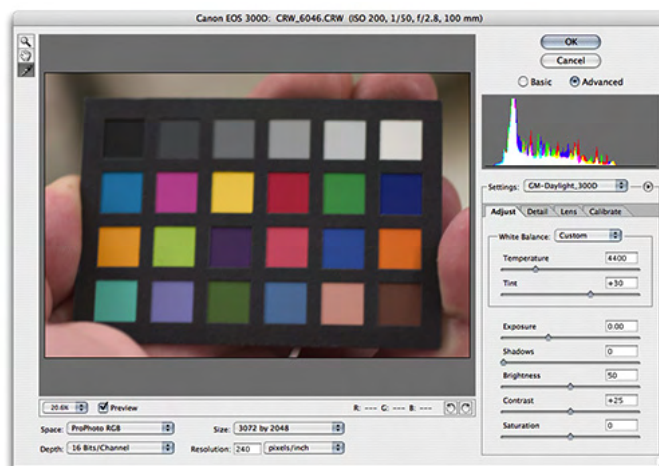 Canon EOS 300D: CRW_6046.CRW (ISO 200, 1/50, f/2.8, 100 mm)
OK
Cancel
Basic Advanced
Settings: GM-Daylight_300D
Adjust Detail Lens Calibrate
White Balance: Custom
Temperature 4400
Tint +30
Exposure 0.00
Shadows 0
Brightness 50
Contrast +25
Saturation 0
20.6% Preview R: --- G: --- B: ---
Space: ProPhoto RGB Size: 3072 by 2048
Depth: 16 Bits/Channel Resolution: 240 pixels/inch